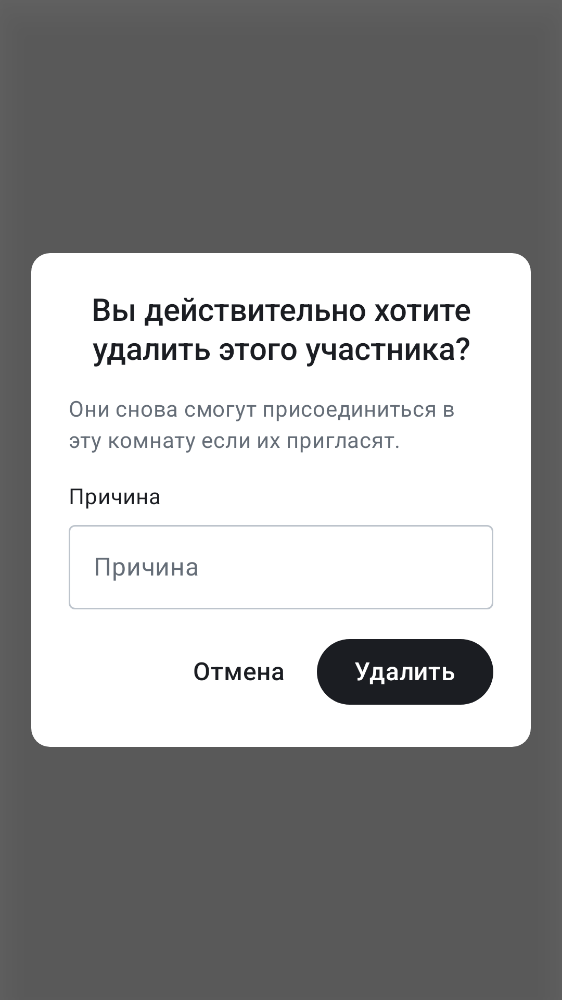 Вы действительно хотите
удалить этого участника?
Они снова смогут присоединиться в
эту комнату если их пригласят.
Причина
Причина
Отмена
Удалить